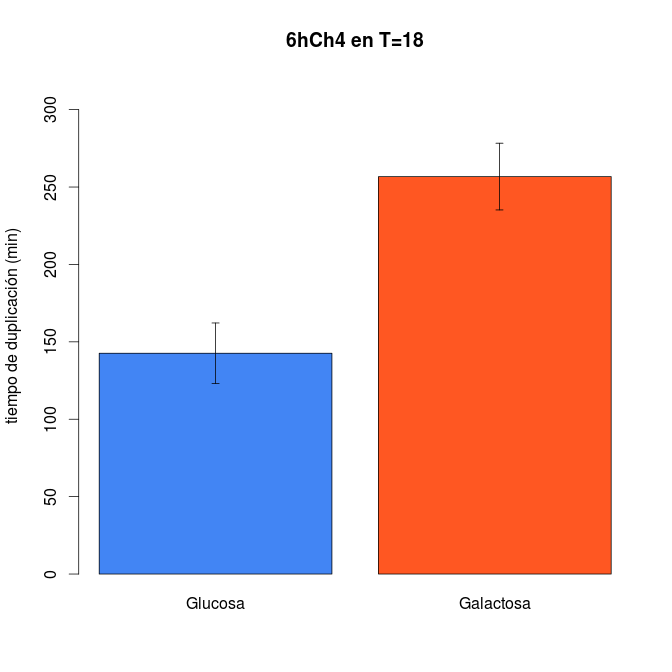 6hCh4 en T=18
tiempo de duplicación (min)
300
250
200
150
100
50
0
Glucosa
Galactosa